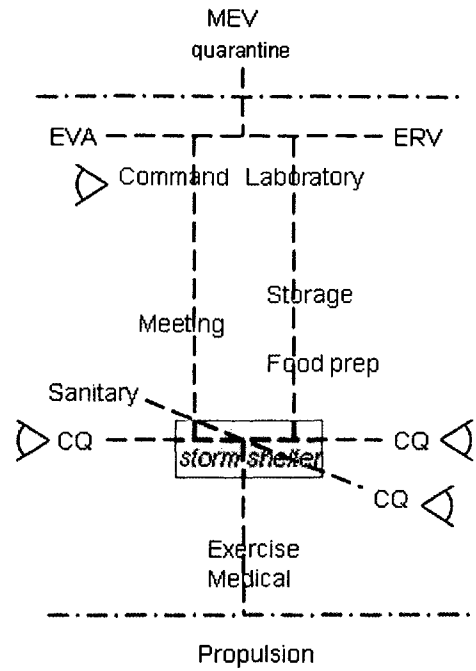 MEV
quarantine
EVA
ERV
Command
Laboratory
Storage
Meeting
Food prep
Sanitary
CQ
CQ
storm shelter
CQ
Exercise
Medical
Propulsion